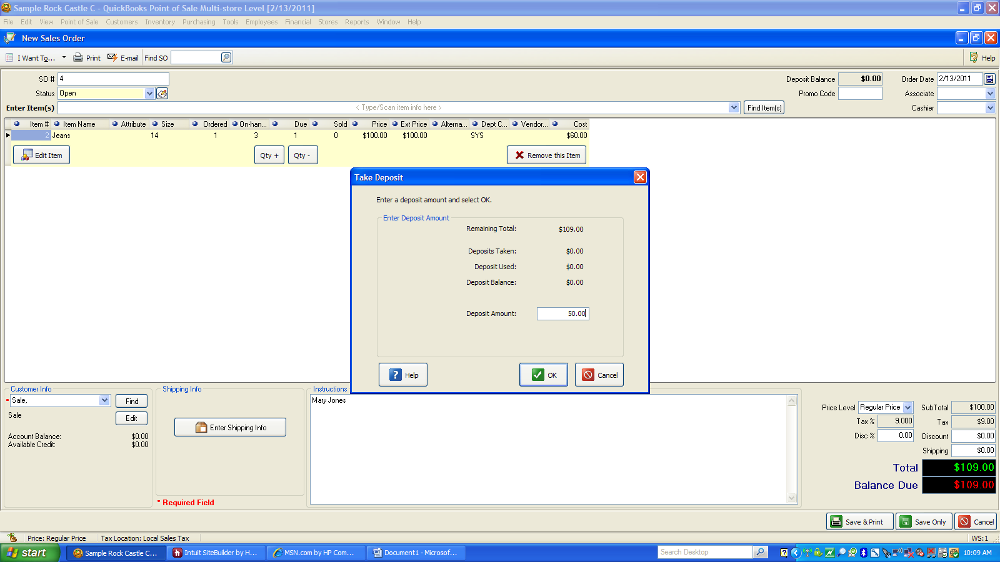 Sample Rock Castle C - QuickBooks Point of Sale Multi-store Level [2/13/2011]
File Edit View Point of Sale Customers Inventory Purchasing Tools Employees Financial Stores Reports Window Help
New Sales Order
I Want To... Print E-mail Find SO Help
SO # 4 Deposit Balance $0.00 Order Date 2/13/2011
Status Open Promo Code Associate
Enter Item(s) < Type/Scan item info here > Find Item(s) Cashier
Item # Item Name Attribute Size Ordered On-han... Due Sold Price Ext Price Alterna... Dept C... Vendor... Cost
2 Jeans 14 1 3 1 0 $100.00 $100.00 SYS $60.00
Edit Item Qty + Qty - Remove this Item
Take Deposit
Enter a deposit amount and select OK.
Enter Deposit Amount
Remaining Total: $109.00
Deposits Taken: $0.00
Deposit Used: $0.00
Deposit Balance: $0.00
Deposit Amount: 50.00
? Help OK Cancel
Customer Info
* Sale, Find
Sale Edit
Account Balance: $0.00
Available Credit: $0.00
Shipping Info
Enter Shipping Info
* Required Field
Instructions
Mary Jones
Price Level Regular Price SubTotal $100.00
Tax % 9.000 Tax $9.00
Disc % 0.00 Discount $0.00
Shipping $0.00
Total $109.00
Balance Due $109.00
Save & Print Save Only Cancel
Price: Regular Price Tax Location: Local Sales Tax WS:1
start Sample Rock Castle C... Intuit SiteBuilder by H... MSN.com by HP Com... Document1 - Microsof... Search Desktop 10:09 AM